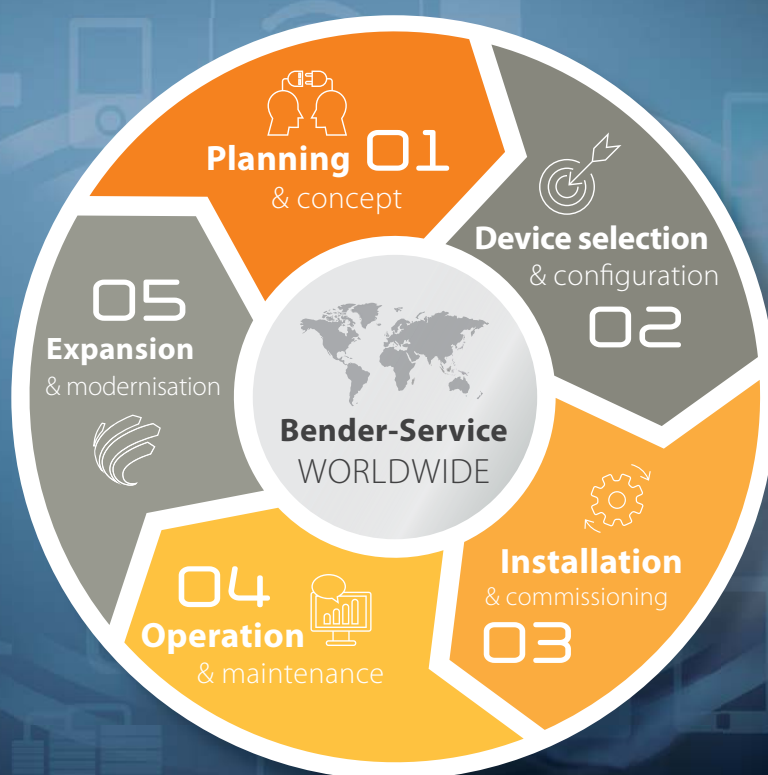 Planning 01
& concept
Device selection
& configuration
02
Installation
& commissioning
03
04
Operation
& maintenance
05
Expansion
& modernisation
Bender-Service
WORLDWIDE